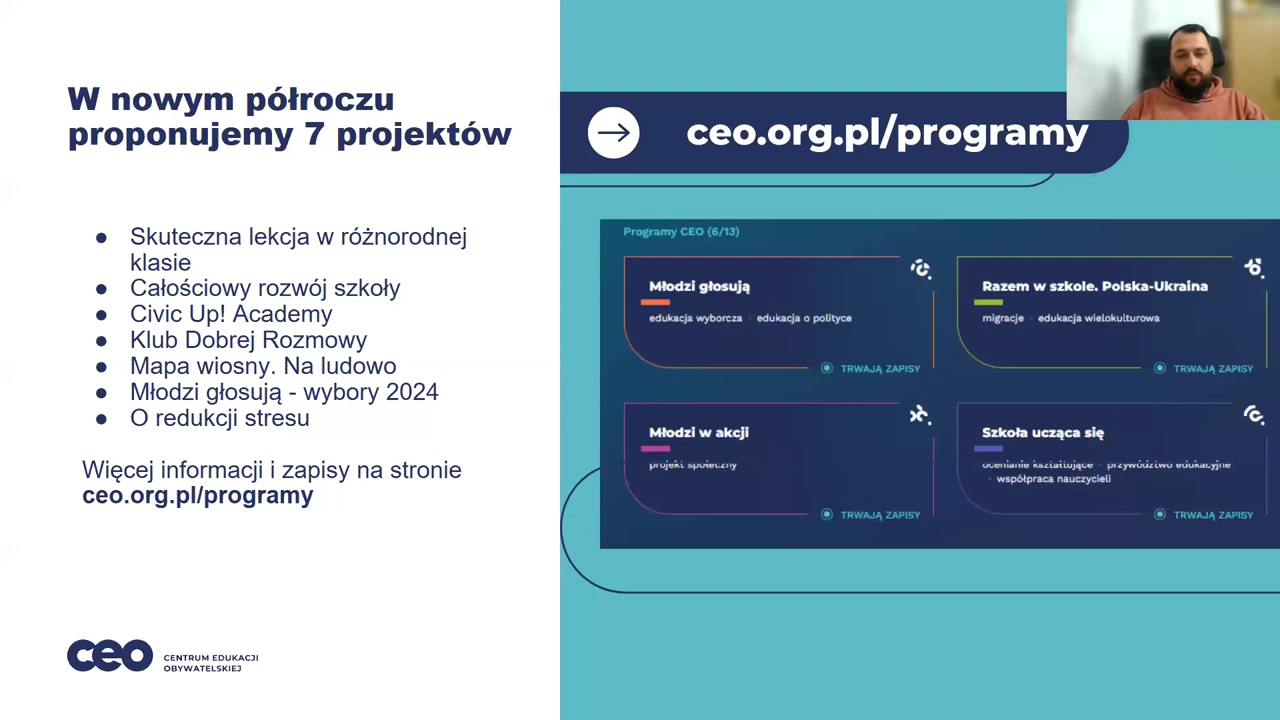 W nowym półroczu
proponujemy 7 projektów
● Skuteczna lekcja w różnorodnej
klasie
● Całościowy rozwój szkoły
● Civic Up! Academy
● Klub Dobrej Rozmowy
● Mapa wiosny. Na ludowo
● Młodzi głosują - wybory 2024
● O redukcji stresu
Więcej informacji i zapisy na stronie
ceo.org.pl/programy
ceo CENTRUM EDUKACJI
OBYWATELSKIEJ
ceo.org.pl/programy
Programy CEO (6/13)
Młodzi głosują
edukacja wyborcza · edukacja o polityce
TRWAJĄ ZAPISY
Razem w szkole. Polska-Ukraina
migracje · edukacja wielokulturowa
TRWAJĄ ZAPISY
Młodzi w akcji
projekt społeczny
TRWAJĄ ZAPISY
Szkoła ucząca się
ocenianie kształtujące · przywództwo edukacyjne
· współpraca nauczycieli
TRWAJĄ ZAPISY